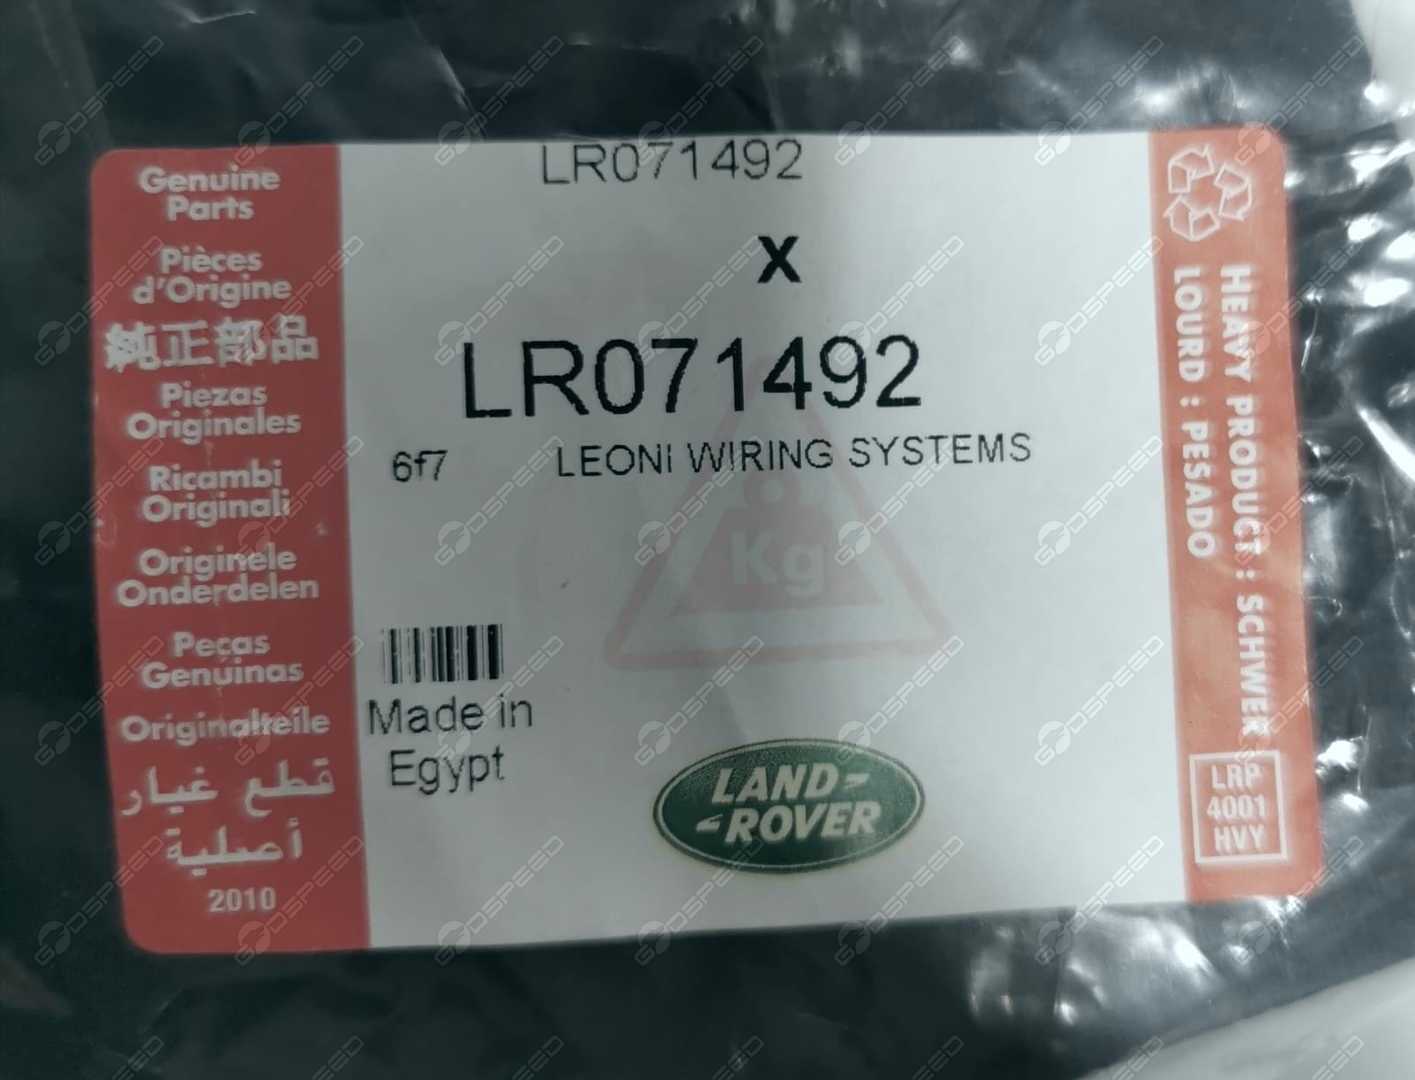 Genuine
Parts
Pièces
d'Origine
純正部品
Piezas
Originales
Ricambi
Originali
Originele
Onderdelen
Peças
Genuinas
Originalteile
قطع غيار
أصلية
2010
LR071492
X
LR071492
6f7 LEONI WIRING SYSTEMS
Kg
Made in
Egypt
LAND-
-ROVER
HEAVY PRODUCT : SCHWER
LOURD : PESADO
LRP
4001
HVY
GOSPEED